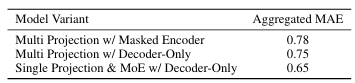 Model Variant Aggregated MAE
Multi Projection w/ Masked Encoder 0.78
Multi Projection w/ Decoder-Only 0.75
Single Projection & MoE w/ Decoder-Only 0.65